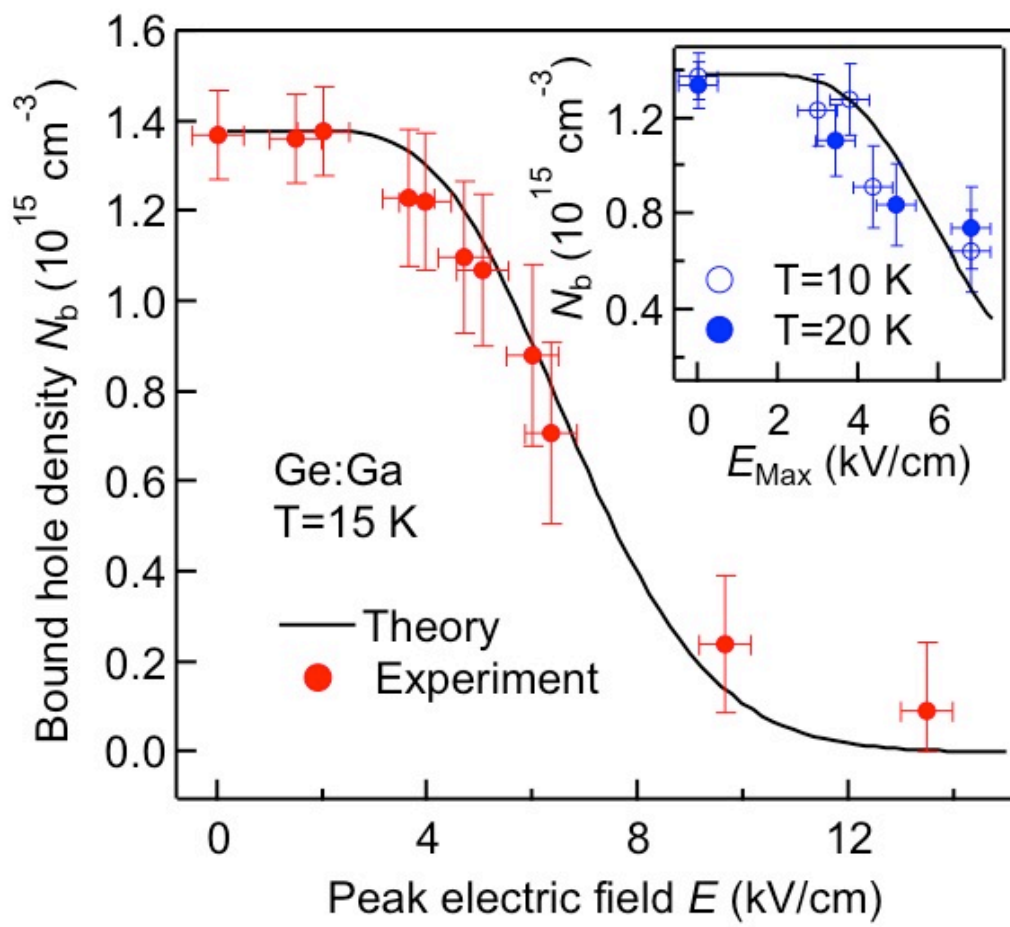 1.6
1.4
1.2
1.0
0.8
0.6
0.4
0.2
0.0
Bound hole density N_b (10^15 cm^-3)
0 4 8 12
Peak electric field E (kV/cm)
Ge:Ga
T=15 K
Theory
Experiment
1.2
0.8
0.4
N_b (10^15 cm^-3)
T=10 K
T=20 K
0 2 4 6
E_Max (kV/cm)